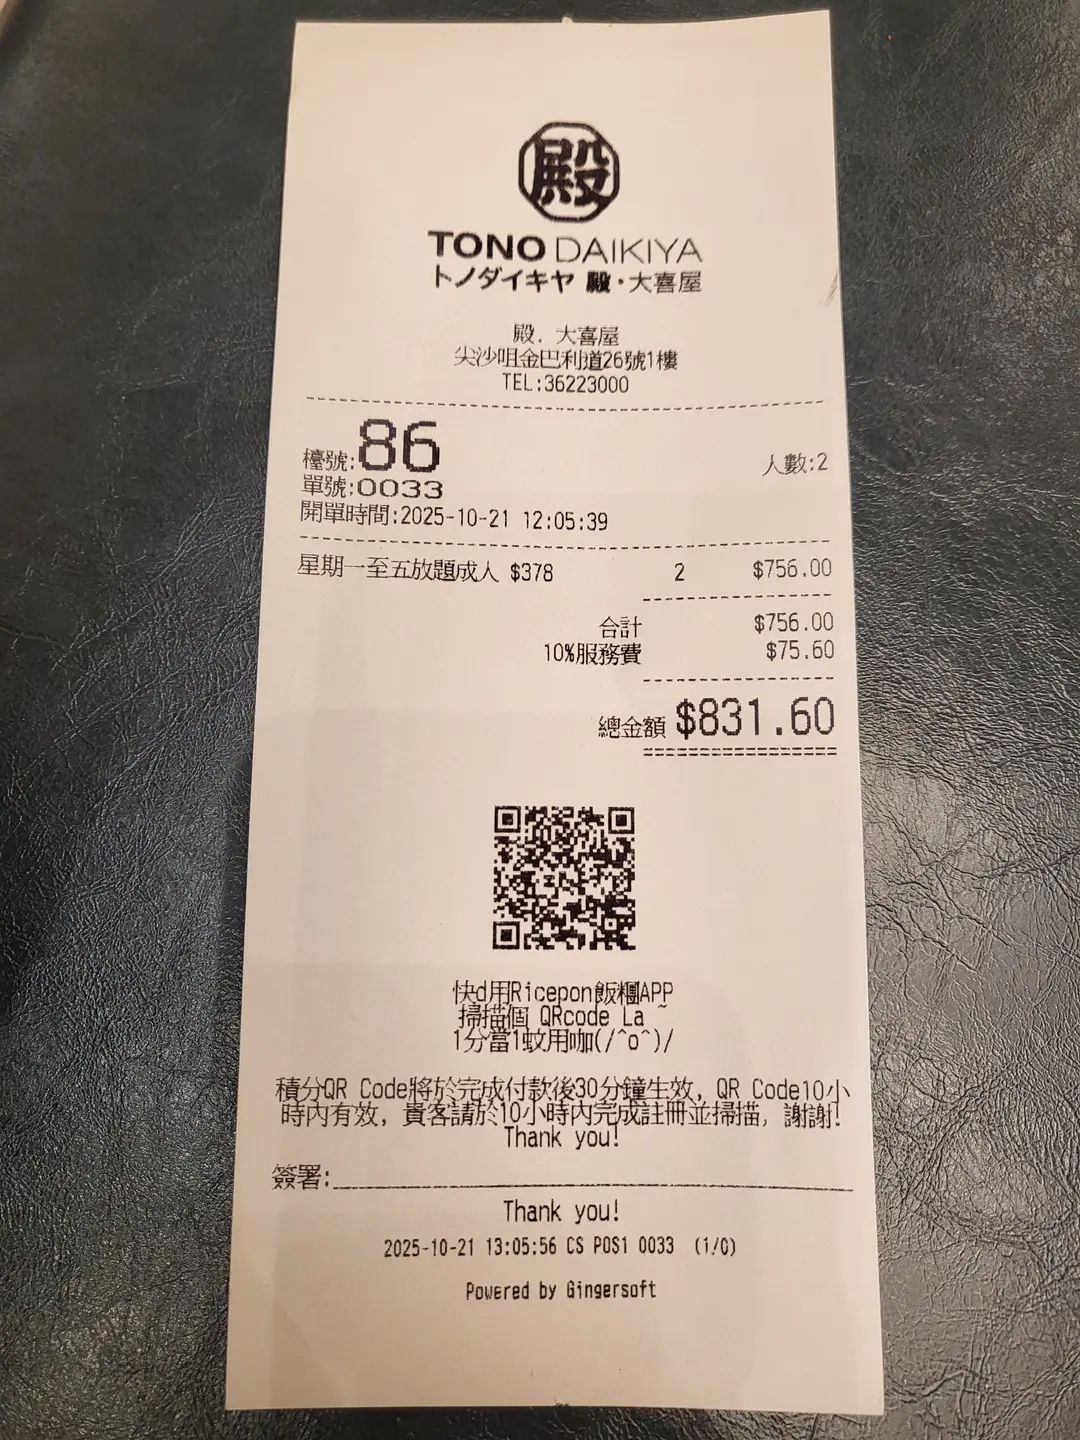 殿
TONO DAIKIYA
トノダイキヤ 殿・大喜屋
殿．大喜屋
尖沙咀金巴利道26號1樓
TEL:36223000
檯號:86
人數:2
單號:0033
開單時間:2025-10-21 12:05:39
星期一至五放題成人 $378 2 $756.00
合計 $756.00
10%服務費 $75.60
總金額 $831.60
快d用Ricepon飯糰APP
掃描個 QRcode La ~
1分當1蚊用咖(/^o^)/
積分QR Code將於完成付款後30分鐘生效, QR Code10小
時內有效, 貴客請於10小時內完成註冊並掃描, 謝謝!
Thank you!
簽署:
Thank you!
2025-10-21 13:05:56 CS POS1 0033 (1/0)
Powered by Gingersoft